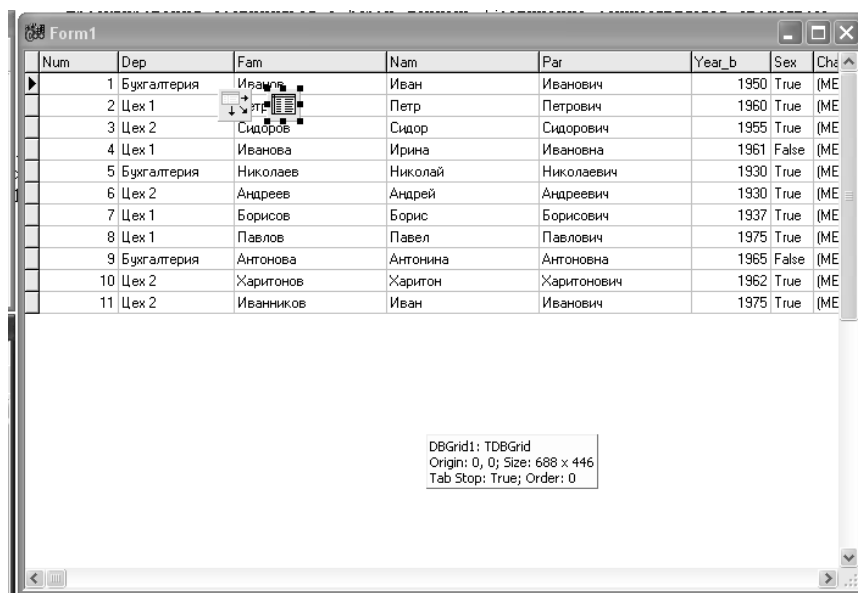 Form1
Num Dep Fam Nam Par Year_b Sex Cha
1 Бухгалтерия Иванов Иван Иванович 1950 True (ME
2 Цех 1 Петр Петрович 1960 True (ME
3 Цех 2 Сидоров Сидор Сидорович 1955 True (ME
4 Цех 1 Иванова Ирина Ивановна 1961 False (ME
5 Бухгалтерия Николаев Николай Николаевич 1930 True (ME
6 Цех 2 Андреев Андрей Андреевич 1930 True (ME
7 Цех 1 Борисов Борис Борисович 1937 True (ME
8 Цех 1 Павлов Павел Павлович 1975 True (ME
9 Бухгалтерия Антонова Антонина Антоновна 1965 False (ME
10 Цех 2 Харитонов Харитон Харитонович 1962 True (ME
11 Цех 2 Иванников Иван Иванович 1975 True (ME
DBGrid1: TDBGrid
Origin: 0, 0; Size: 688 x 446
Tab Stop: True; Order: 0